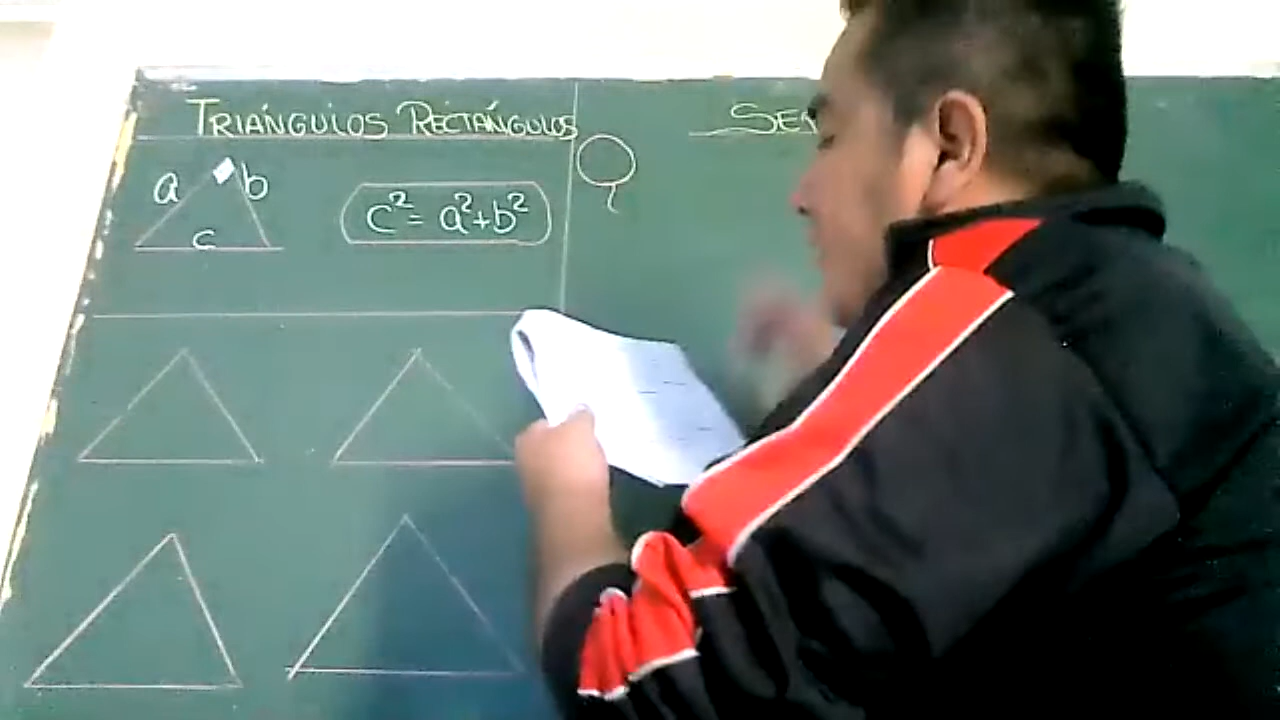 TRIÁNGULOS RECTÁNGULOS
a b
c
c² = a² + b²